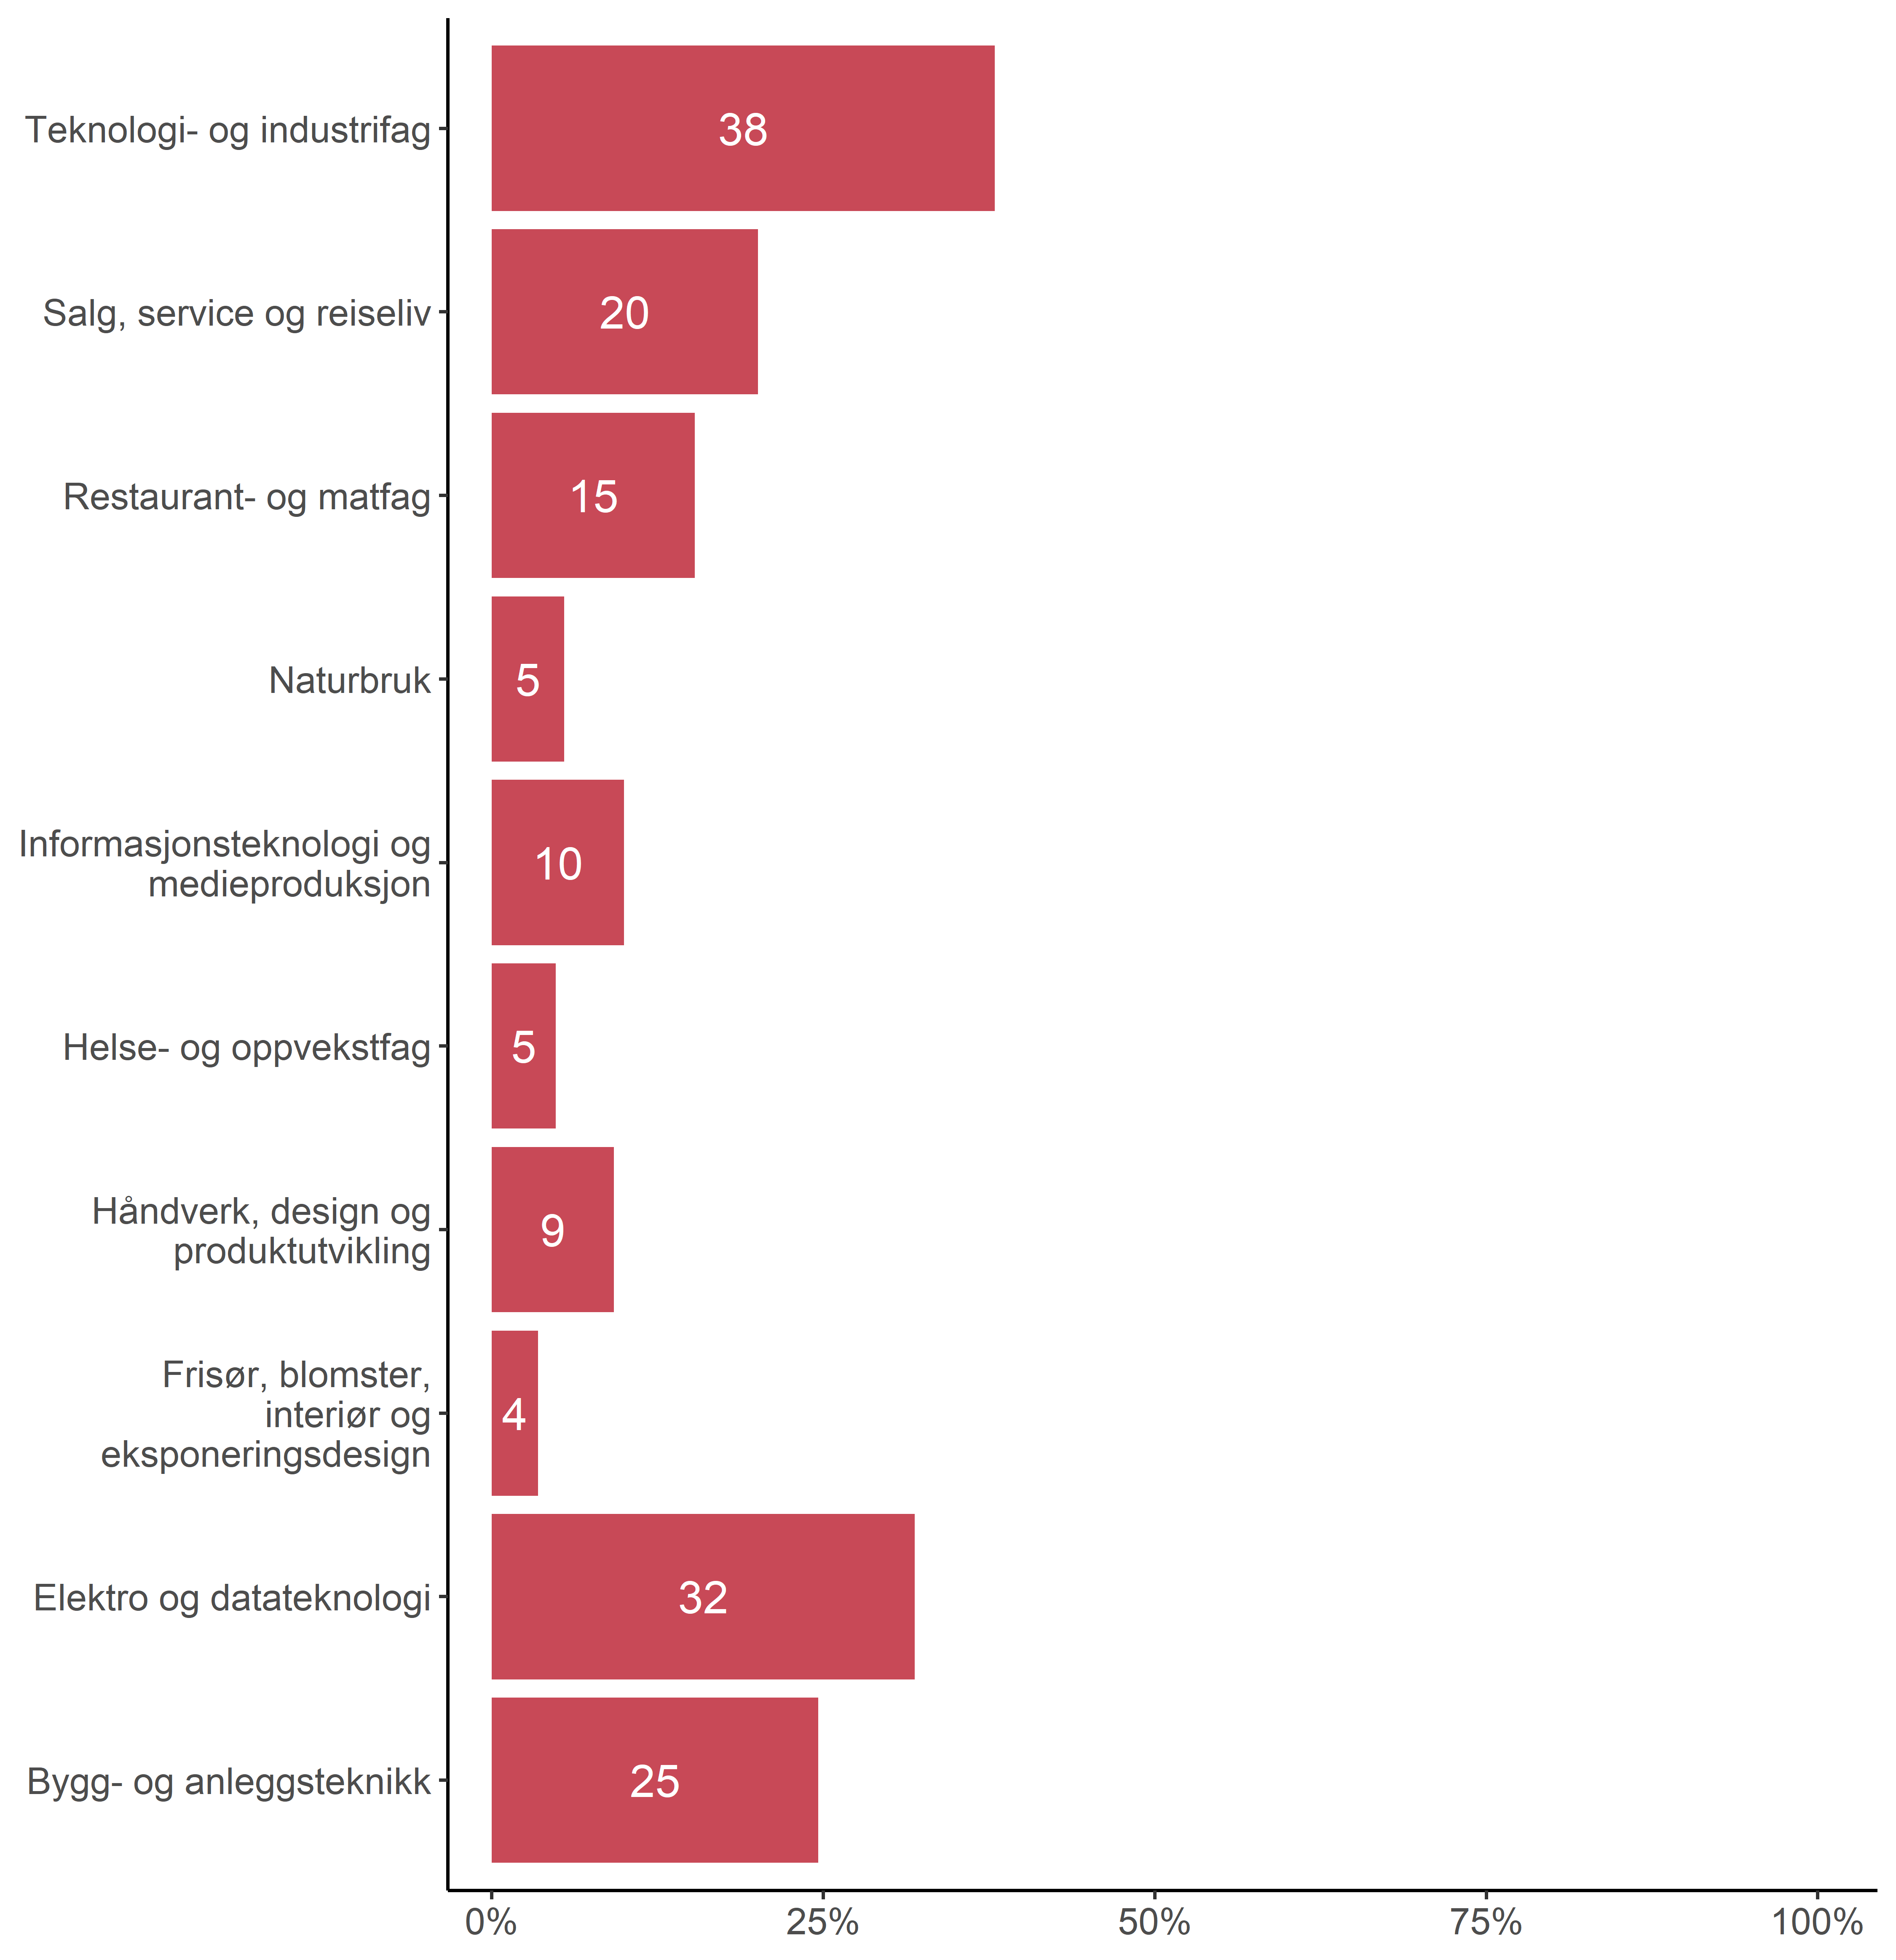 Teknologi- og industrifag
38
Salg, service og reiseliv
20
Restaurant- og matfag
15
Naturbruk
5
Informasjonsteknologi og
medieproduksjon
10
Helse- og oppvekstfag
5
Håndverk, design og
produktutvikling
9
Frisør, blomster,
interiør og
eksponeringsdesign
4
Elektro og datateknologi
32
Bygg- og anleggsteknikk
25
0% 25% 50% 75% 100%